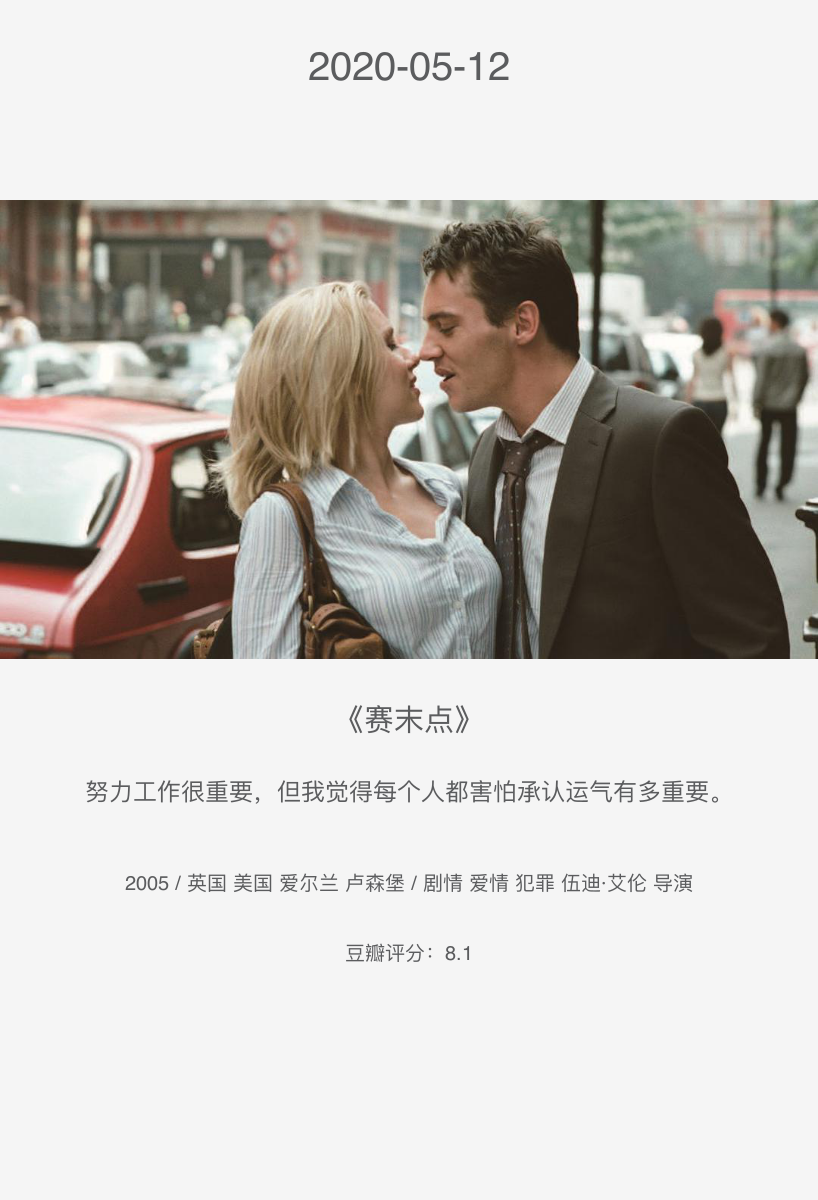 2020-05-12
《赛末点》
努力工作很重要，但我觉得每个人都害怕承认运气有多重要。
2005 / 英国 美国 爱尔兰 卢森堡 / 剧情 爱情 犯罪 伍迪·艾伦 导演
豆瓣评分：8.1